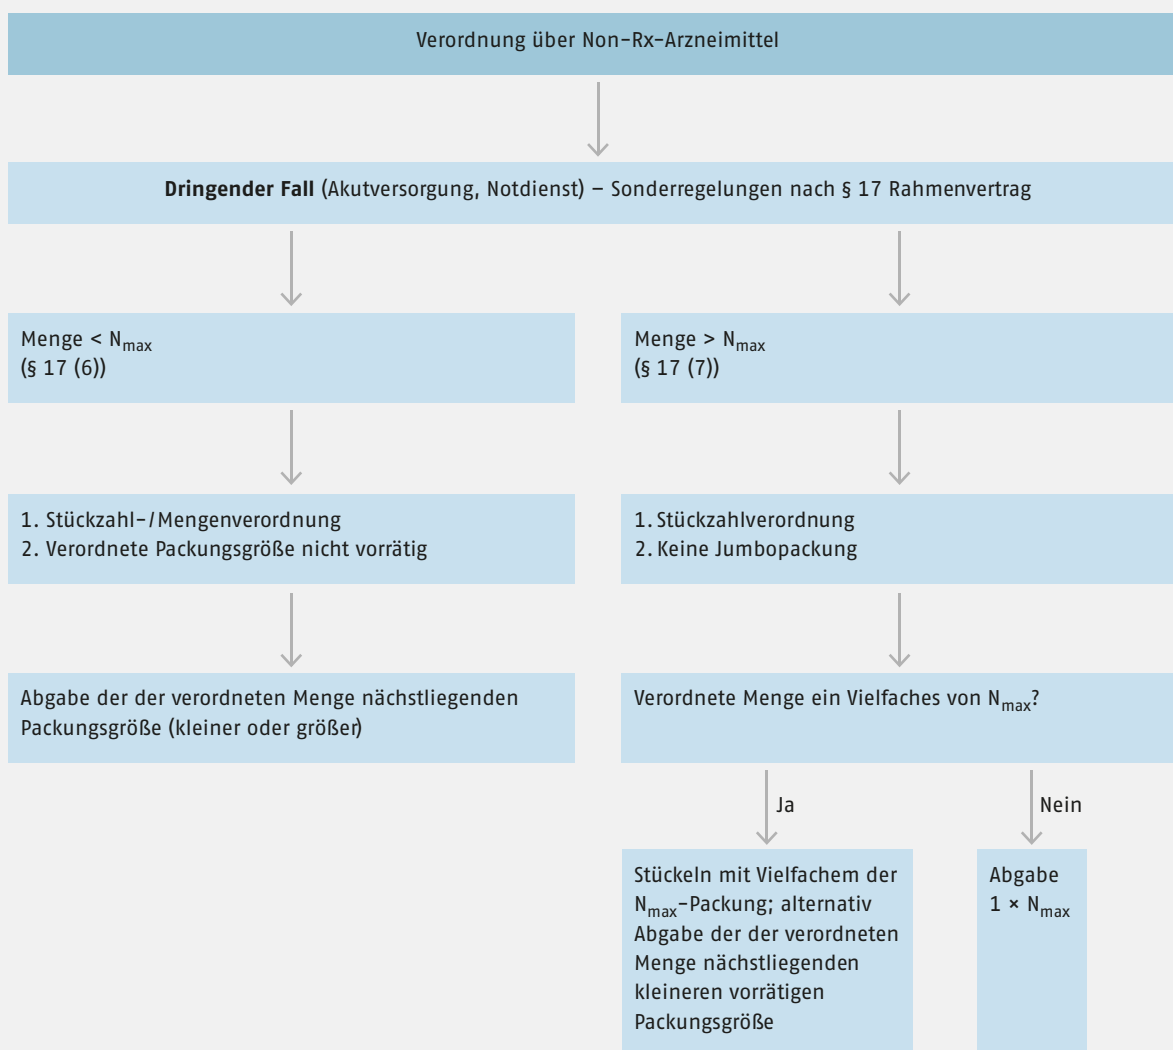 Verordnung über Non-Rx-Arzneimittel
Dringender Fall (Akutversorgung, Notdienst) – Sonderregelungen nach § 17 Rahmenvertrag
Menge < Nmax
(§ 17 (6))
Menge > Nmax
(§ 17 (7))
1. Stückzahl-/Mengenverordnung
2. Verordnete Packungsgröße nicht vorrätig
1. Stückzahlverordnung
2. Keine Jumbopackung
Abgabe der der verordneten Menge nächstliegenden
Packungsgröße (kleiner oder größer)
Verordnete Menge ein Vielfaches von Nmax?
Ja
Nein
Stückeln mit Vielfachem der
Nmax-Packung; alternativ
Abgabe der der verordneten
Menge nächstliegenden
kleineren vorrätigen
Packungsgröße
Abgabe
1 × Nmax